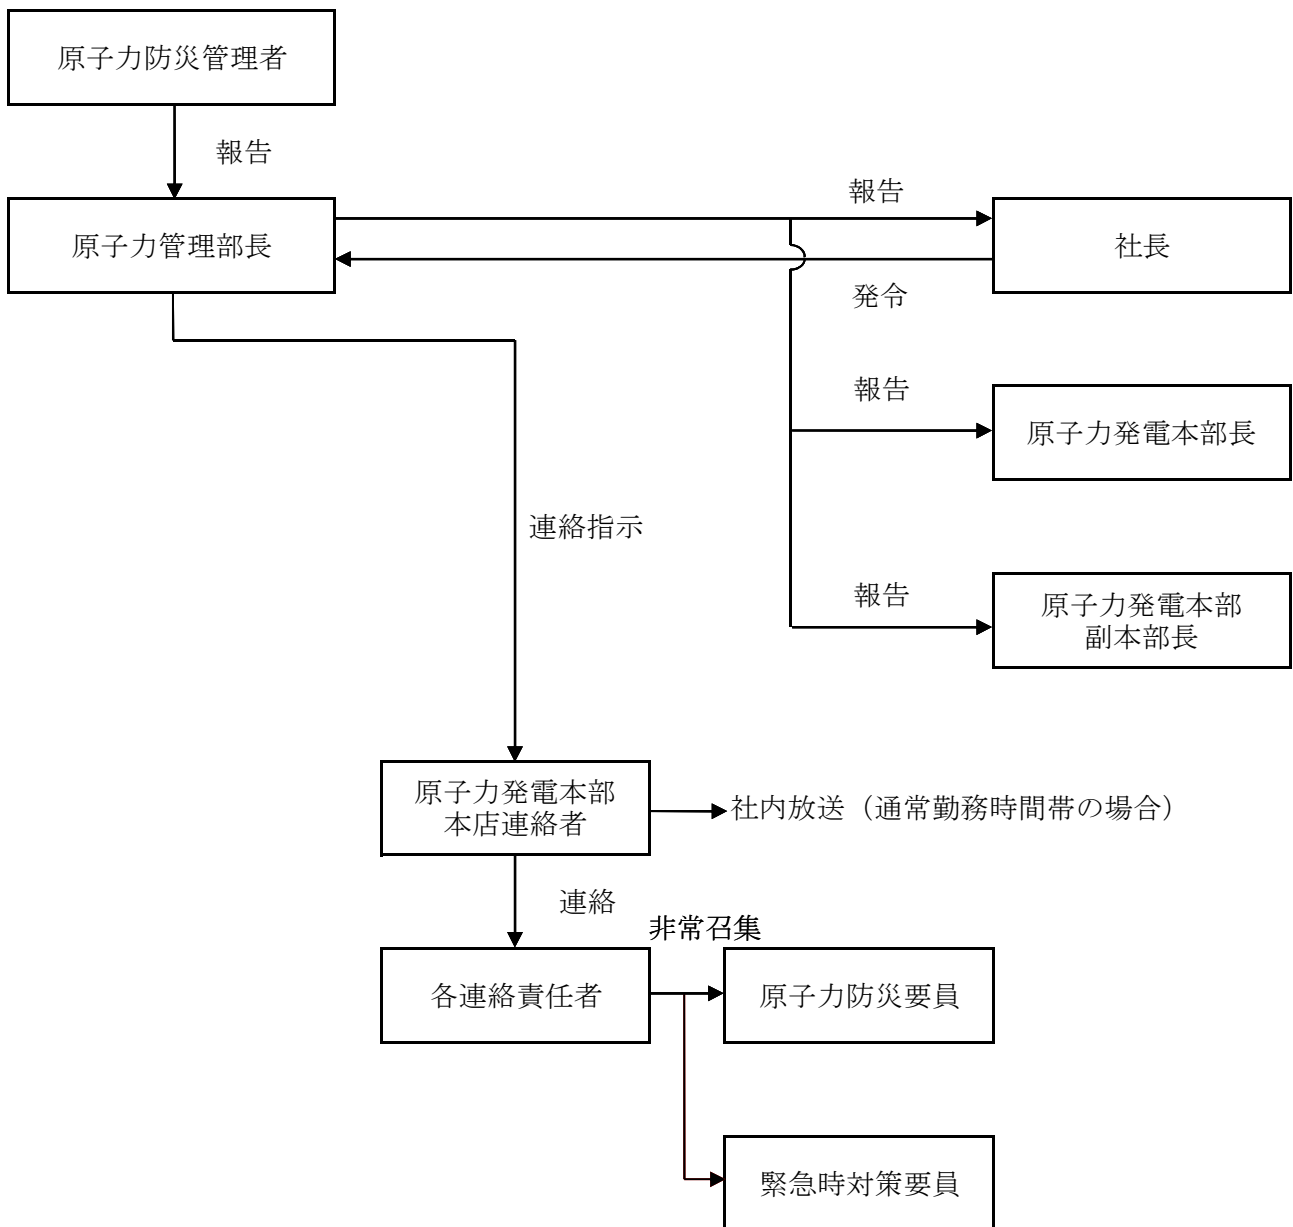 原子力防災管理者
報告
原子力管理部長
報告
社長
発令
報告
原子力発電本部長
連絡指示
報告
原子力発電本部
副本部長
原子力発電本部
本店連絡者
社内放送（通常勤務時間帯の場合）
連絡
非常召集
各連絡責任者
原子力防災要員
緊急時対策要員